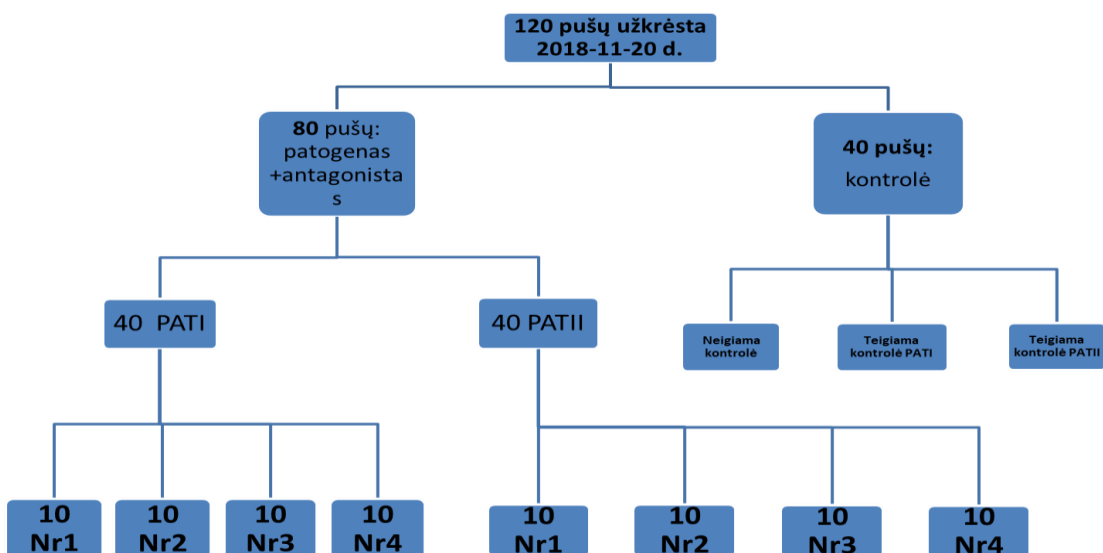 120 pušų užkrėsta
2018-11-20 d.
80 pušų:
patogenas
+antagonista
s
40 pušų:
kontrolė
40 PATI
40 PATII
Neigiama
kontrolė
Teigiama
kontrolė PATI
Teigiama
kontrolė PATII
10
Nr1
10
Nr2
10
Nr3
10
Nr4
10
Nr1
10
Nr2
10
Nr3
10
Nr4